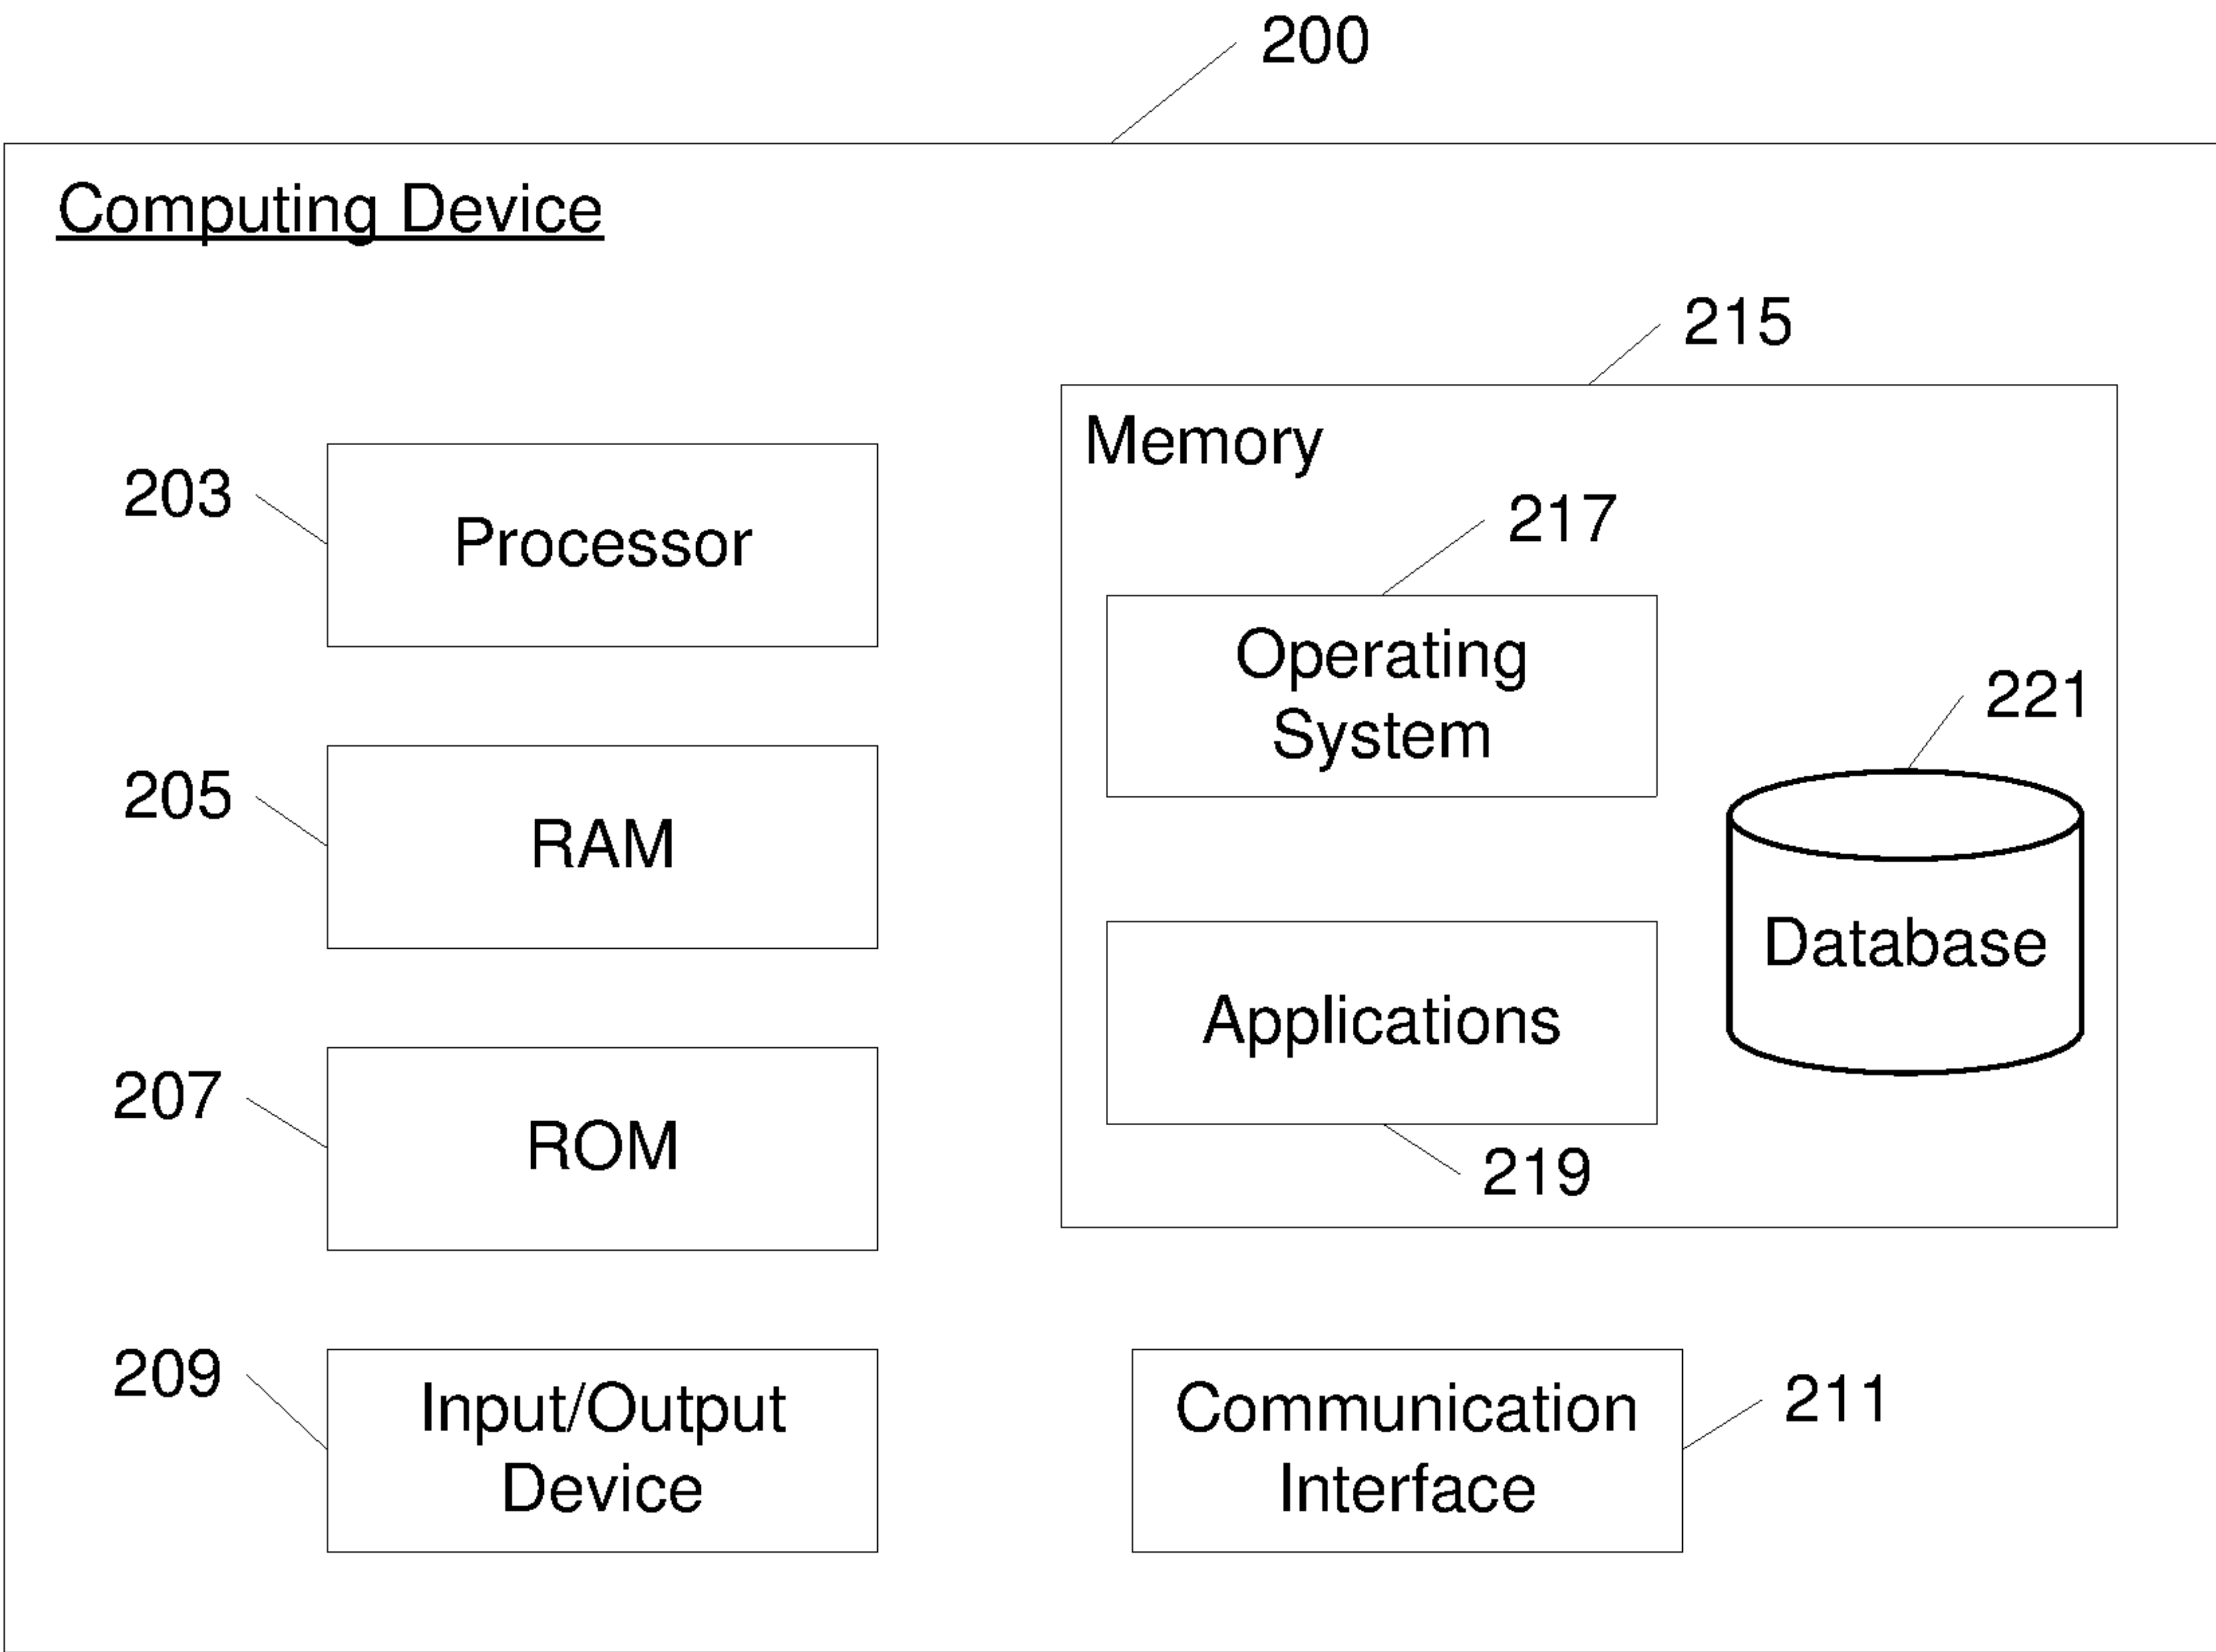 200
Computing Device
215
Memory
203
Processor
217
Operating
System
221
205
RAM
Database
Applications
207
ROM
219
209
Input/Output
Device
Communication
Interface
211